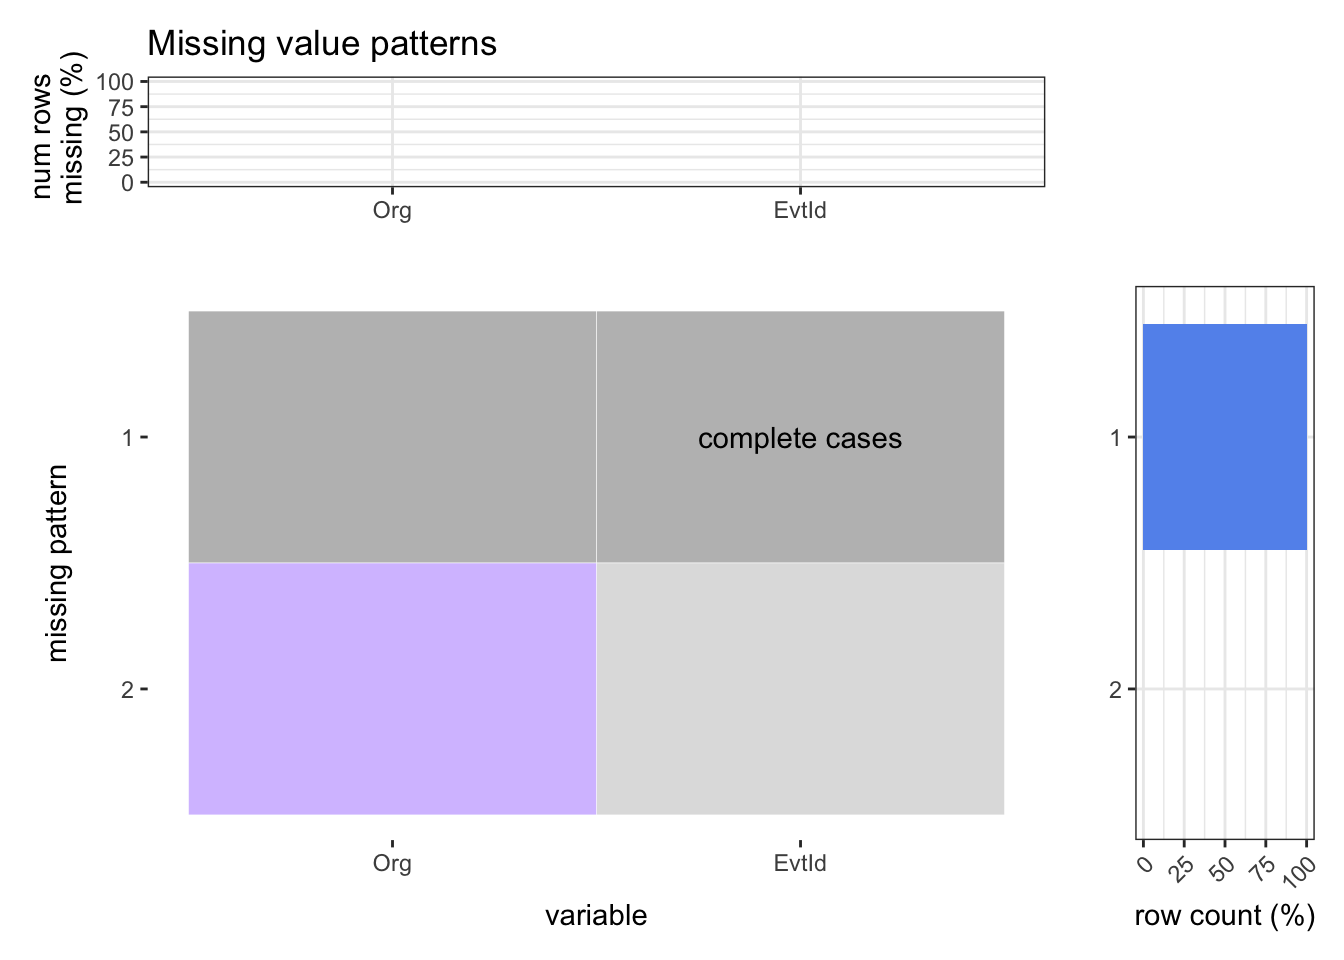 Missing value patterns
num rows
missing (%)
100
75
50
25
0
Org
EvtId
missing pattern
1
complete cases
2
Org
EvtId
variable
1
2
0
25
50
75
100
row count (%)